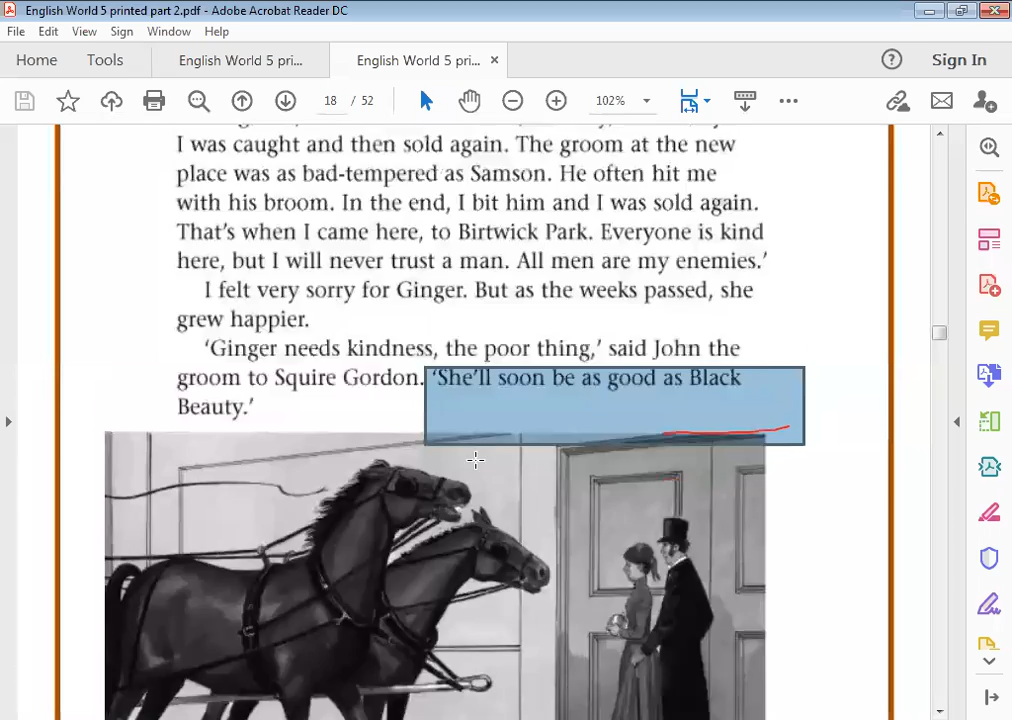 English World 5 printed part 2.pdf - Adobe Acrobat Reader DC
File Edit View Sign Window Help
Home Tools English World 5 pri... English World 5 pri... × Sign In
18 / 52 102%
I was caught and then sold again. The groom at the new
place was as bad-tempered as Samson. He often hit me
with his broom. In the end, I bit him and I was sold again.
That's when I came here, to Birtwick Park. Everyone is kind
here, but I will never trust a man. All men are my enemies.'
I felt very sorry for Ginger. But as the weeks passed, she
grew happier.
'Ginger needs kindness, the poor thing,' said John the
groom to Squire Gordon. 'She'll soon be as good as Black
Beauty.'